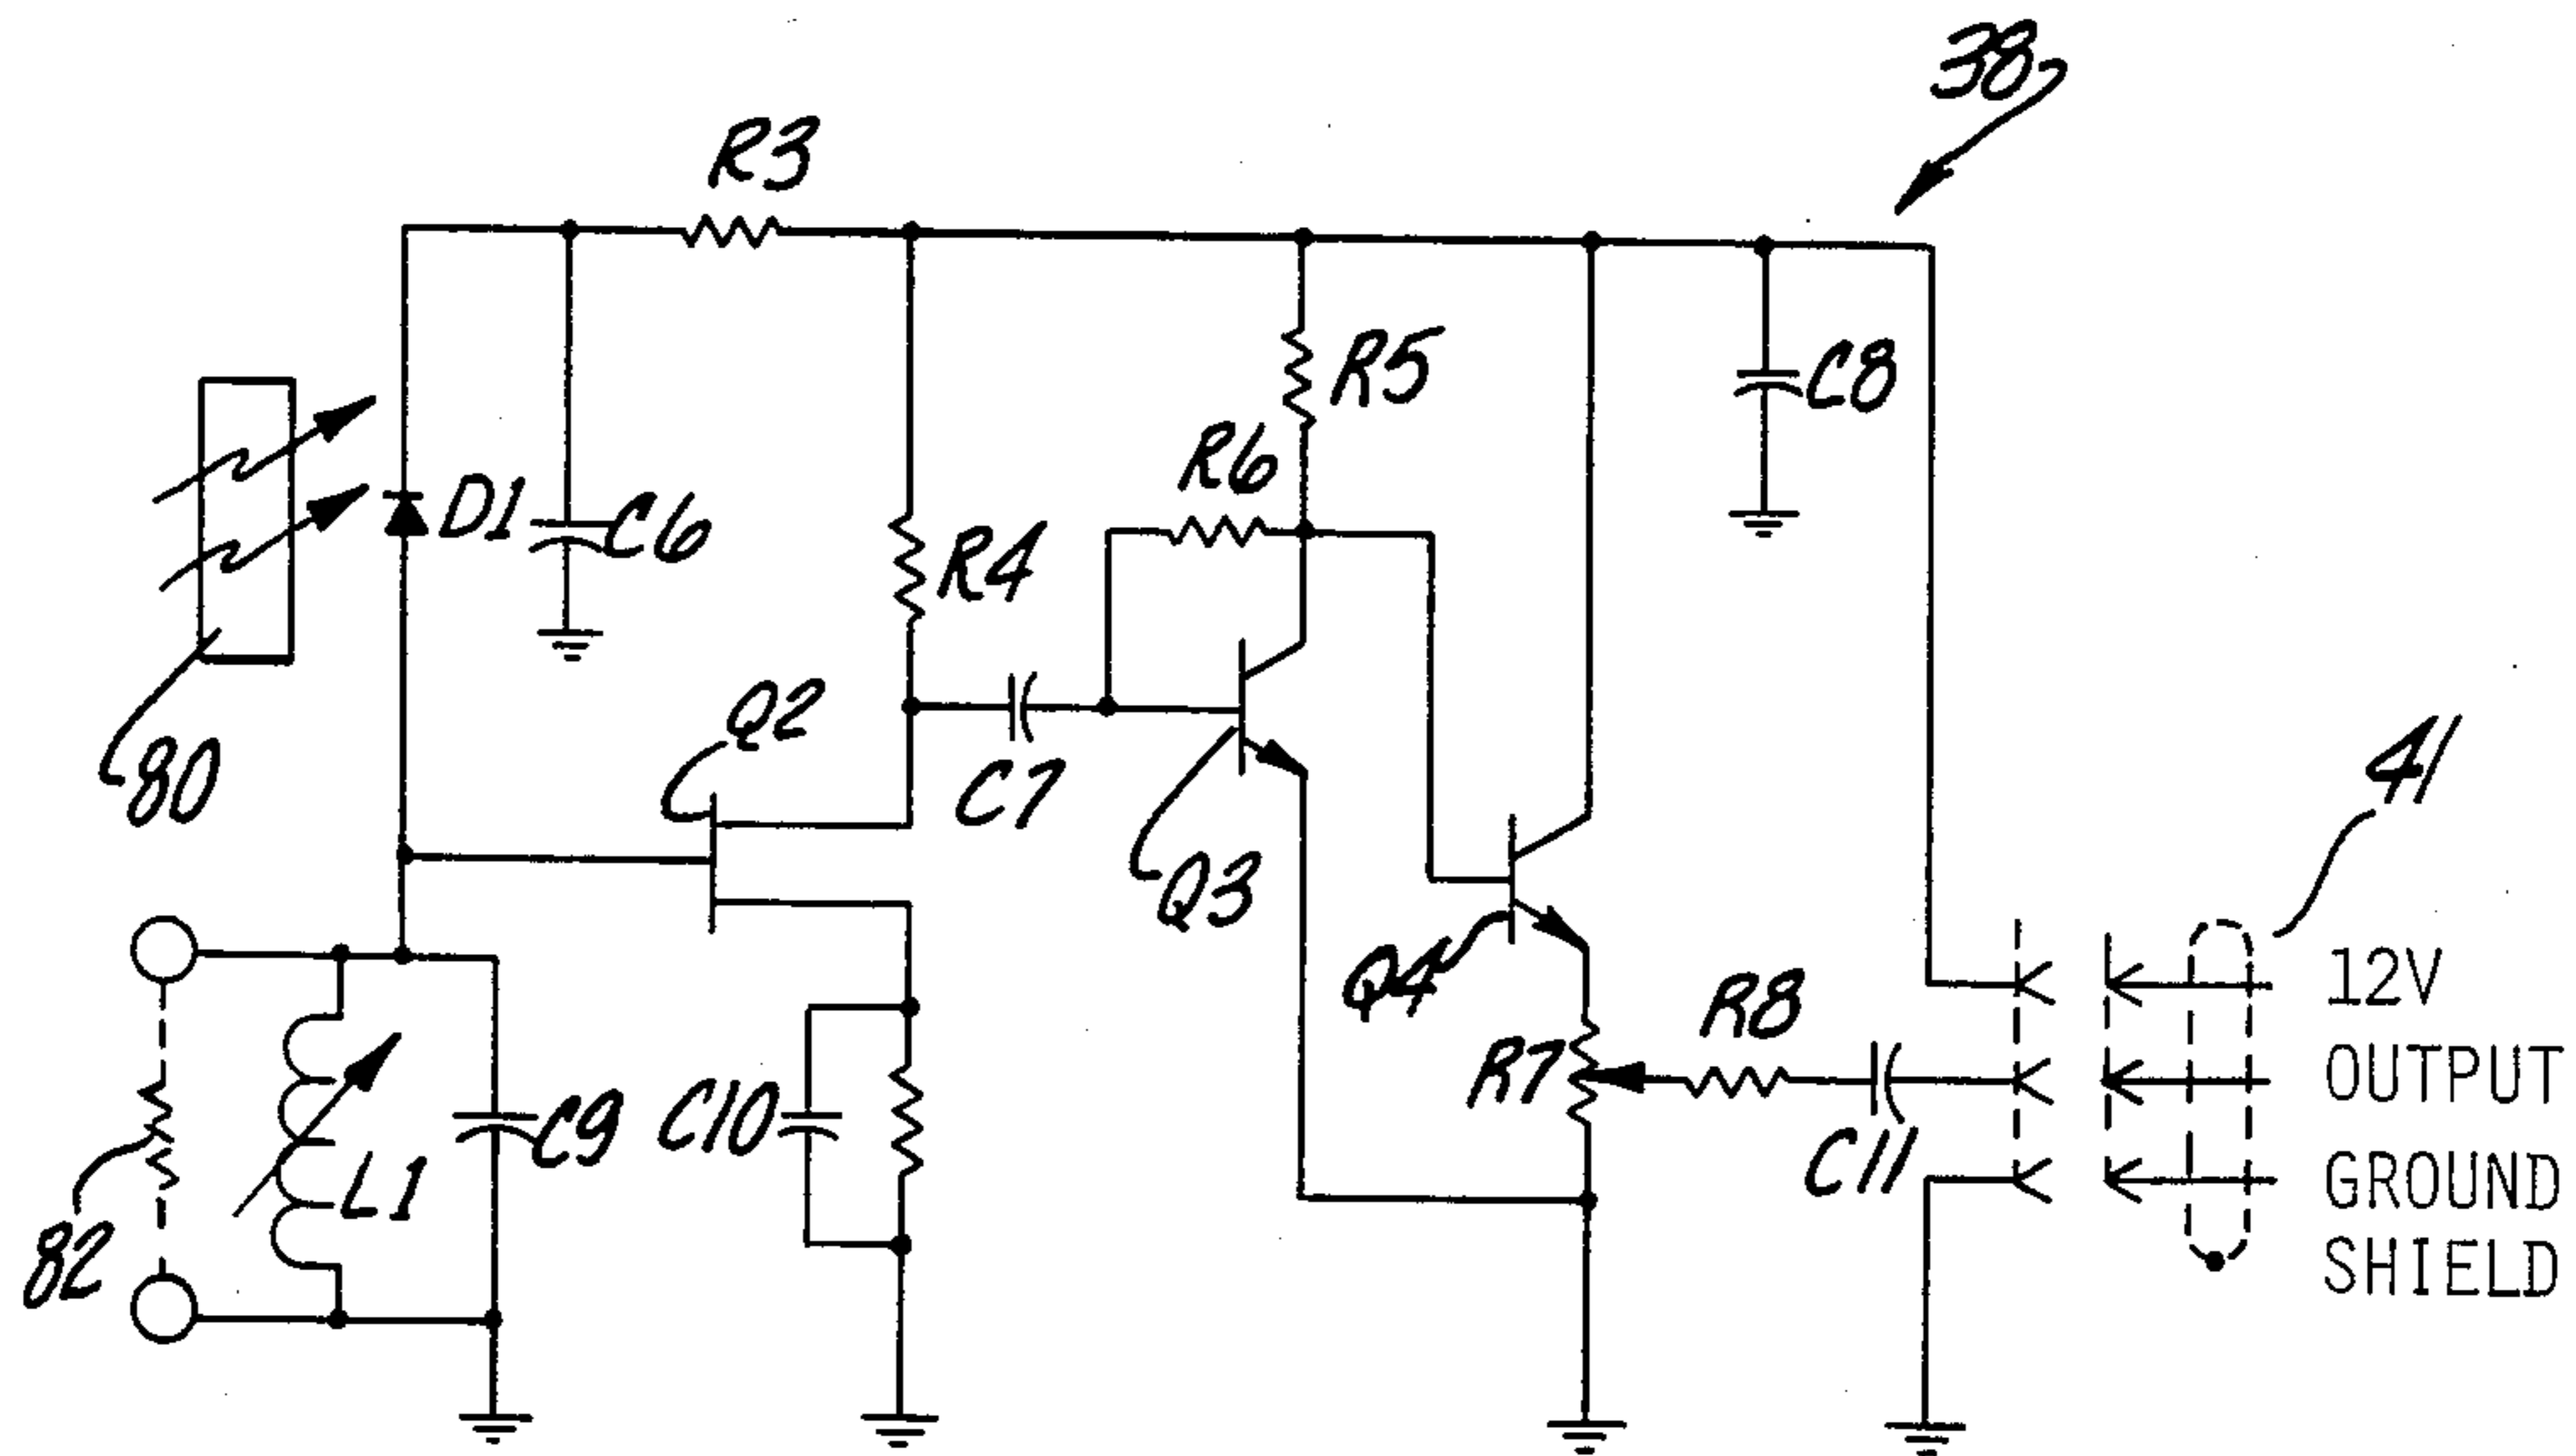 38
R3
R5
C8
R6
D1
C6
R4
Q2
80
C7
Q3
41
Q4
12V
R8
R7
OUTPUT
C10
C9
C11
L1
GROUND
82
SHIELD